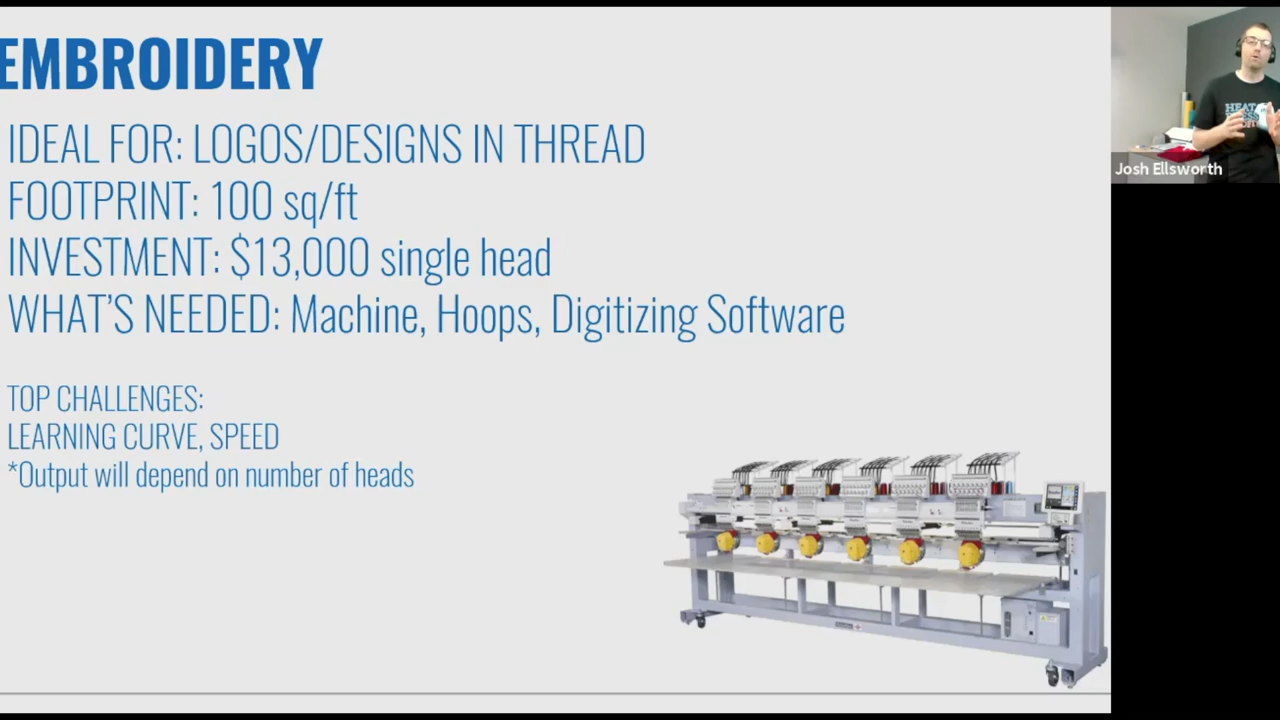 EMBROIDERY
IDEAL FOR: LOGOS/DESIGNS IN THREAD
FOOTPRINT: 100 sq/ft
INVESTMENT: $13,000 single head
WHAT'S NEEDED: Machine, Hoops, Digitizing Software
TOP CHALLENGES:
LEARNING CURVE, SPEED
*Output will depend on number of heads
HEAT
Josh Ellsworth